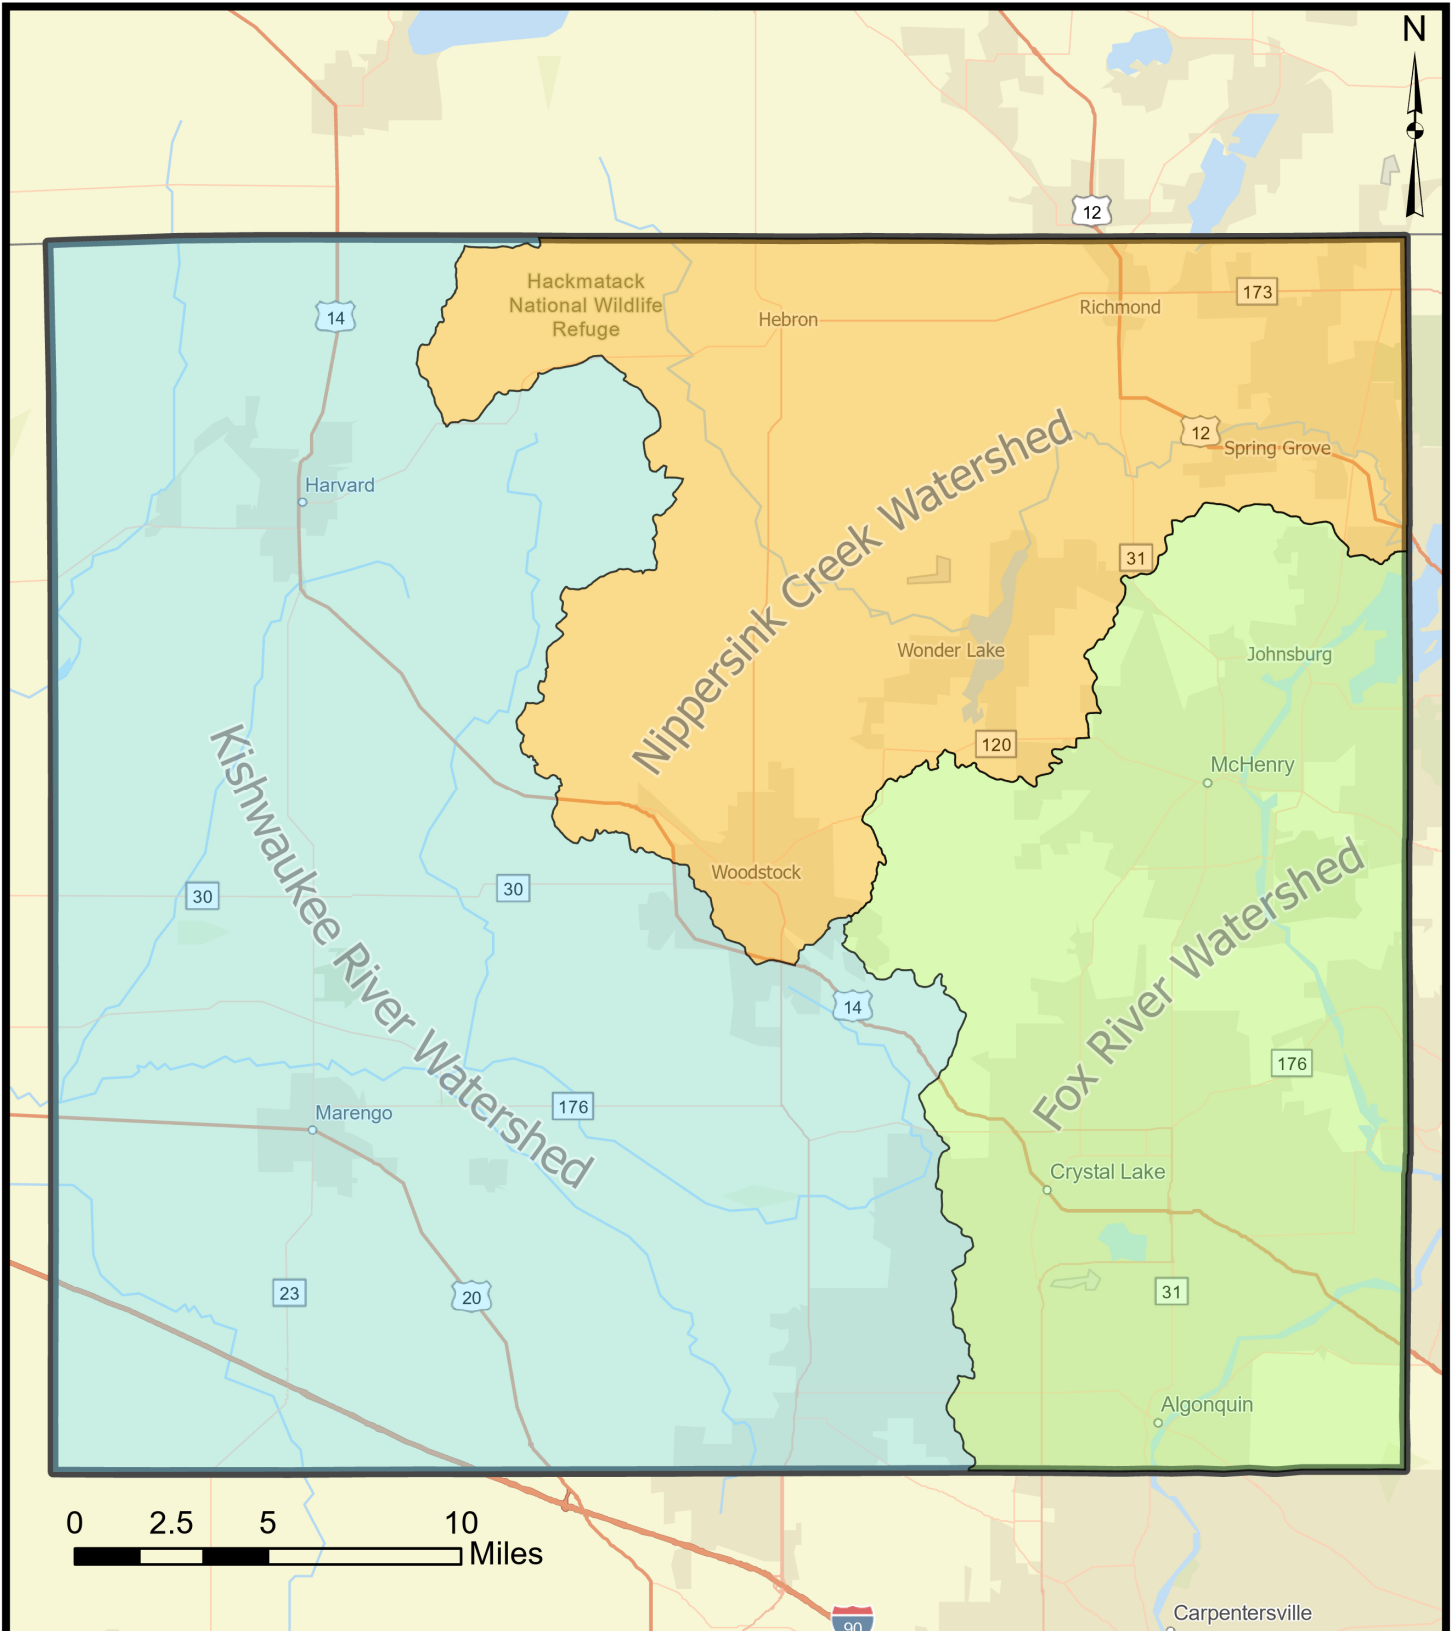 N
12
Hackmatack
National Wildlife
Refuge
173
14
Hebron
Richmond
12
Spring Grove
Harvard
31
Nippersink Creek Watershed
Wonder Lake
Johnsburg
120
McHenry
Kishwaukee River Watershed
Woodstock
30
30
Fox River Watershed
14
176
Marengo
176
Crystal Lake
23
20
31
Algonquin
0 2.5 5 10
Miles
Carpentersville
90